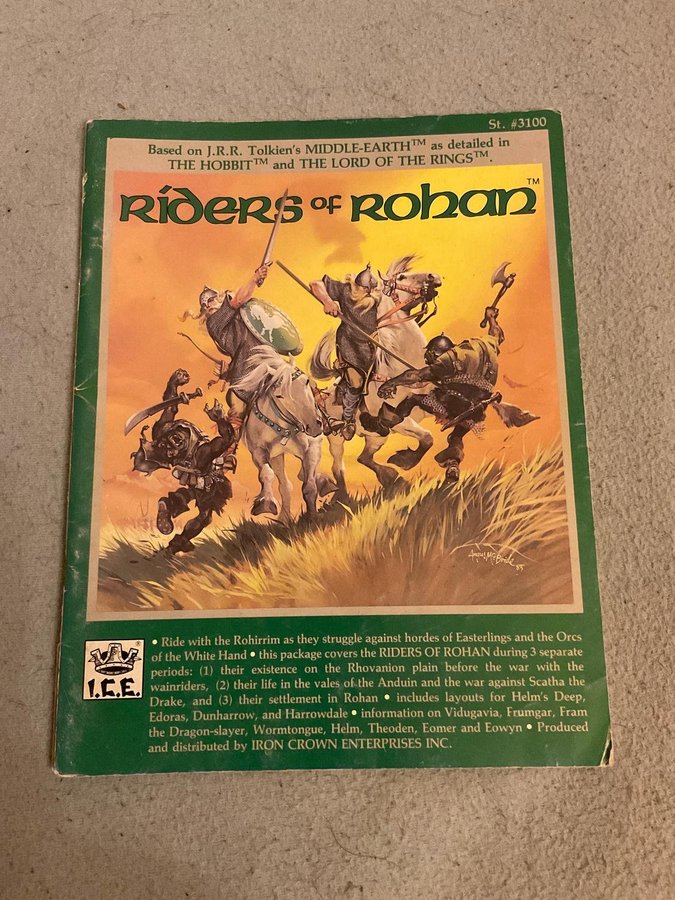 St. #3100
Based on J.R.R. Tolkien's MIDDLE-EARTH™ as detailed in
THE HOBBIT™ and THE LORD OF THE RINGS™.
Riders of Rohan™
Angus McBride '85
• Ride with the Rohirrim as they struggle against hordes of Easterlings and the Orcs
of the White Hand • this package covers the RIDERS OF ROHAN during 3 separate
periods: (1) their existence on the Rhovanion plain before the war with the
wainriders, (2) their life in the vales of the Anduin and the war against Scatha the
Drake, and (3) their settlement in Rohan • includes layouts for Helm's Deep,
Edoras, Dunharrow, and Harrowdale • information on Vidugavia, Frumgar, Fram
the Dragon-slayer, Wormtongue, Helm, Theoden, Eomer and Eowyn • Produced
and distributed by IRON CROWN ENTERPRISES INC.
®
I.C.E.